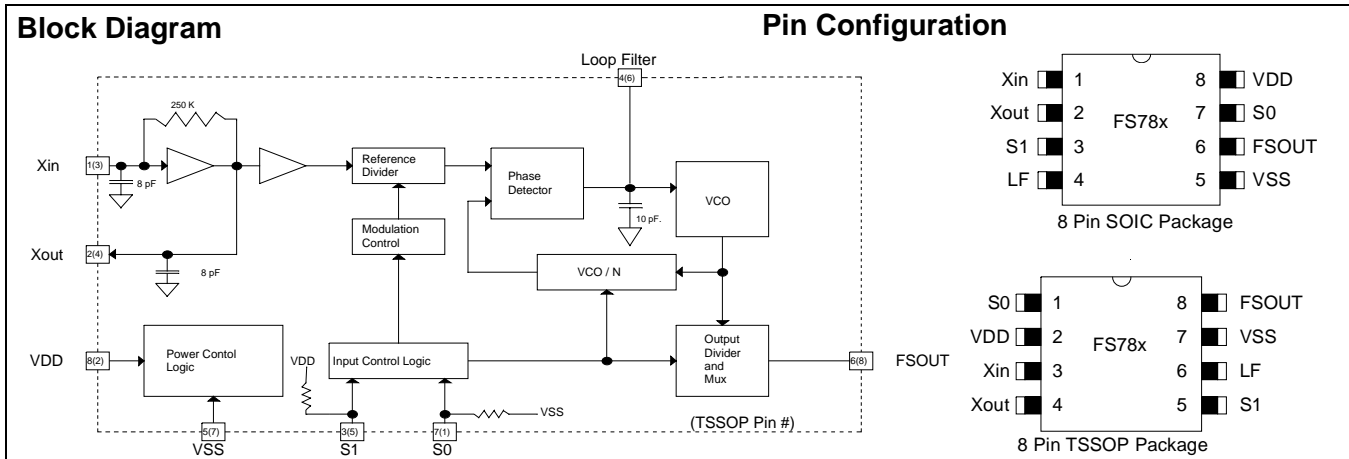 Block Diagram
Pin Configuration
Loop Filter
4(6)
250 K
Xin
1(3)
8 pF
Reference
Divider
Phase
Detector
VCO
10 pF.
Modulation
Control
Xout
2(4)
8 pF
VCO / N
VDD
8(2)
Power Contol
Logic
VDD
Input Control Logic
Output
Divider
and
Mux
6(8)
FSOUT
VSS
(TSSOP Pin #)
5(7)
3(5)
7(1)
VSS
S1
S0
Xin
1
8
VDD
Xout
2
FS78x
7
S0
S1
3
6
FSOUT
LF
4
5
VSS
8 Pin SOIC Package
S0
1
8
FSOUT
VDD
2
FS78x
7
VSS
Xin
3
6
LF
Xout
4
5
S1
8 Pin TSSOP Package